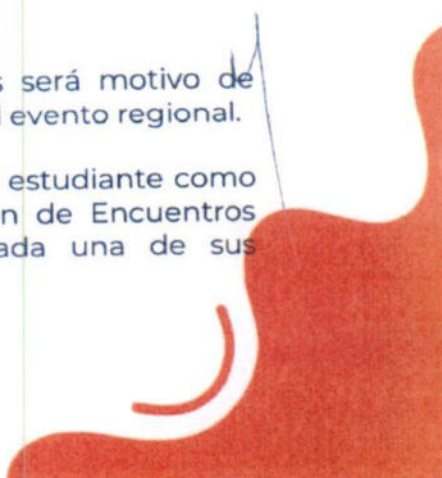 s será motivo de
evento regional.
estudiante como
n de Encuentros
ada una de sus